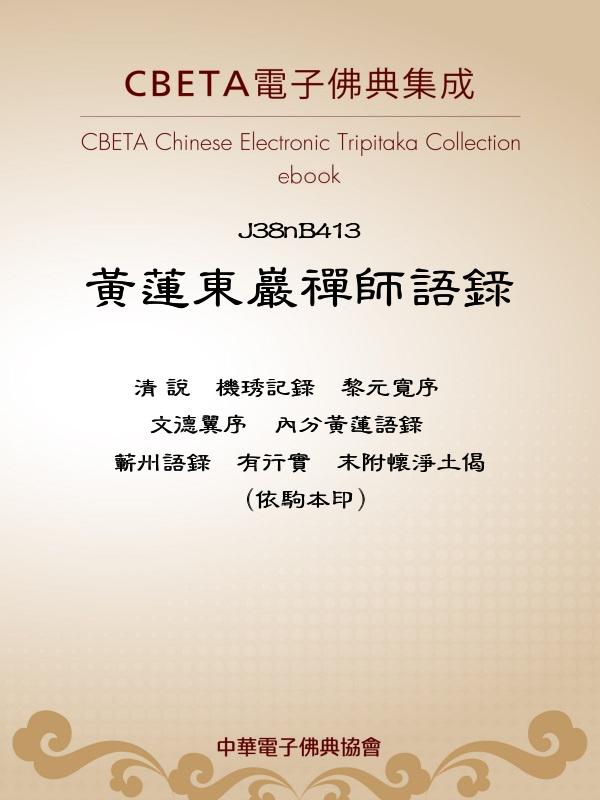 CBETA電子佛典集成
CBETA Chinese Electronic Tripitaka Collection
ebook
J38nB413
黃蓮東巖禪師語錄
清 說　機琇記錄　黎元寬序
文德翼序　內分黃蓮語錄
蘄州語錄　有行實　末附懷淨土偈
（依駒本印）
中華電子佛典協會